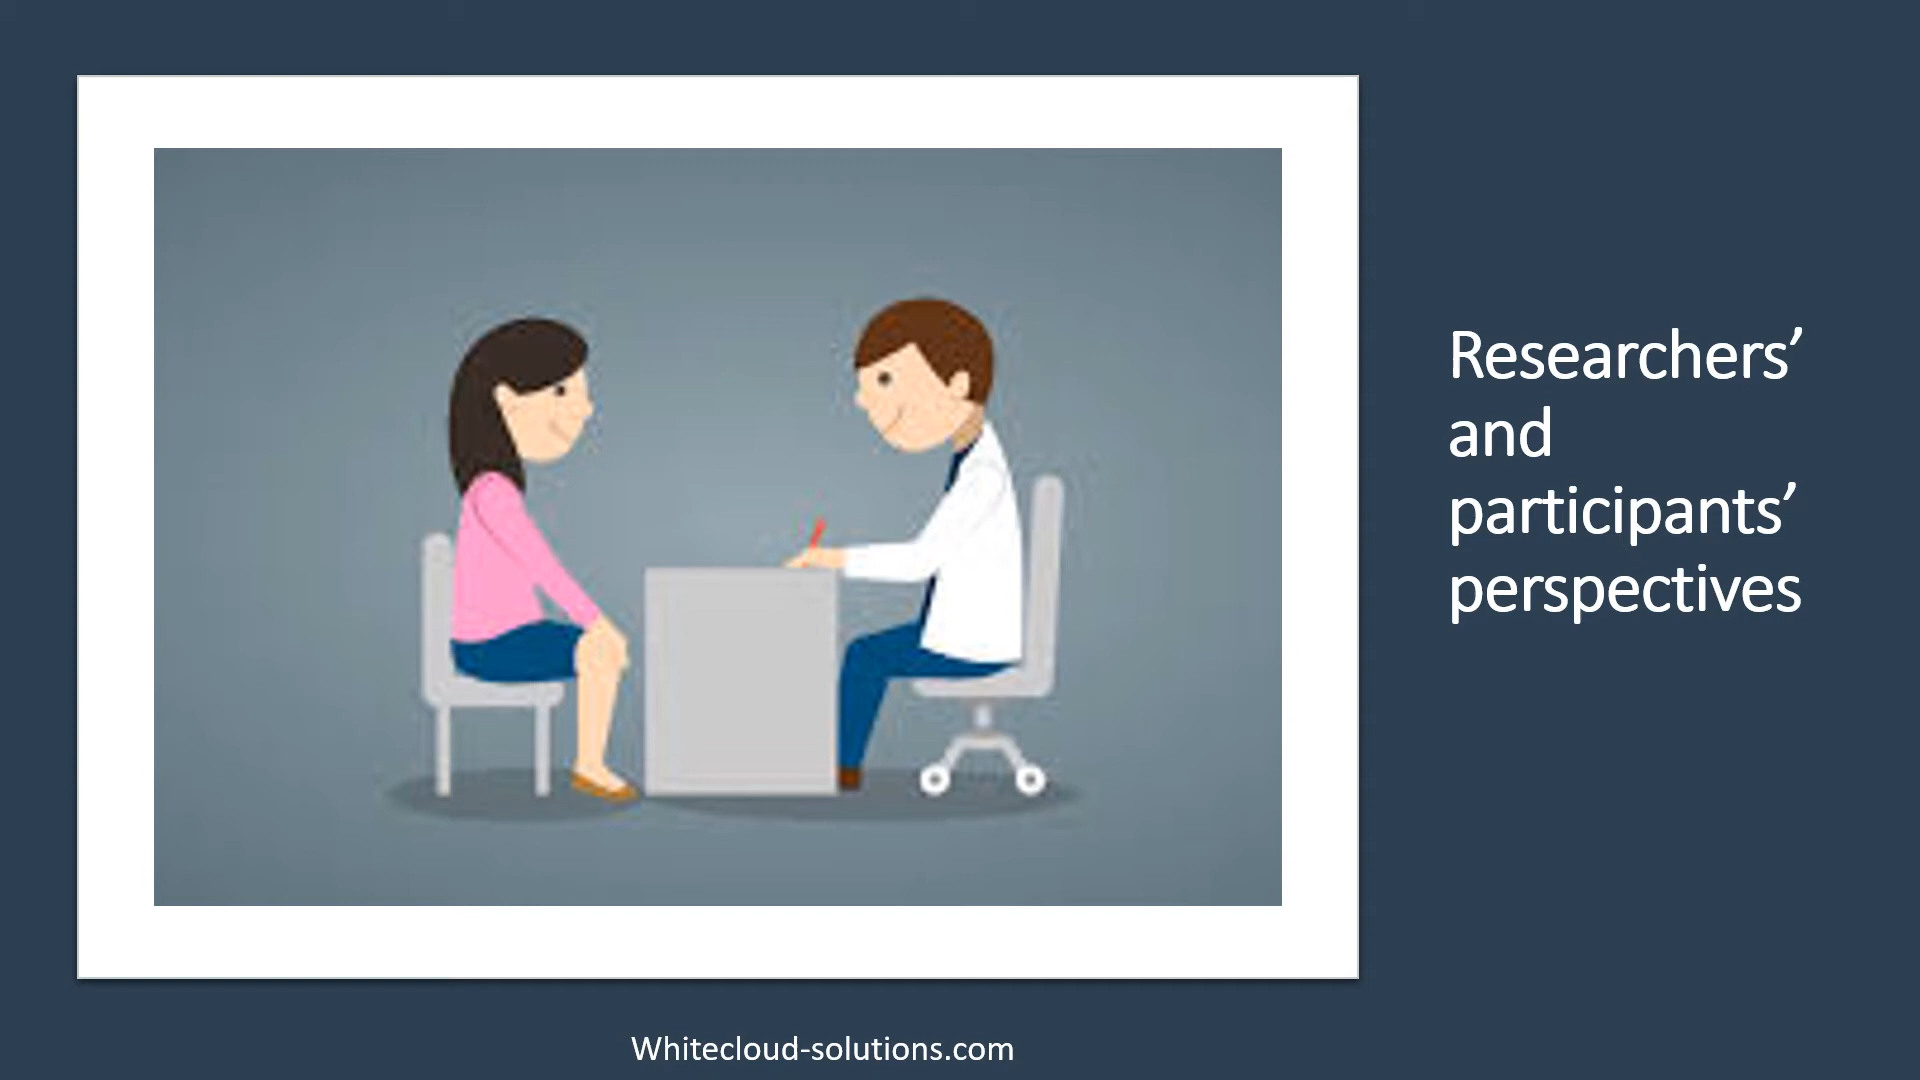 Researchers’
and
participants’
perspectives
Whitecloud-solutions.com